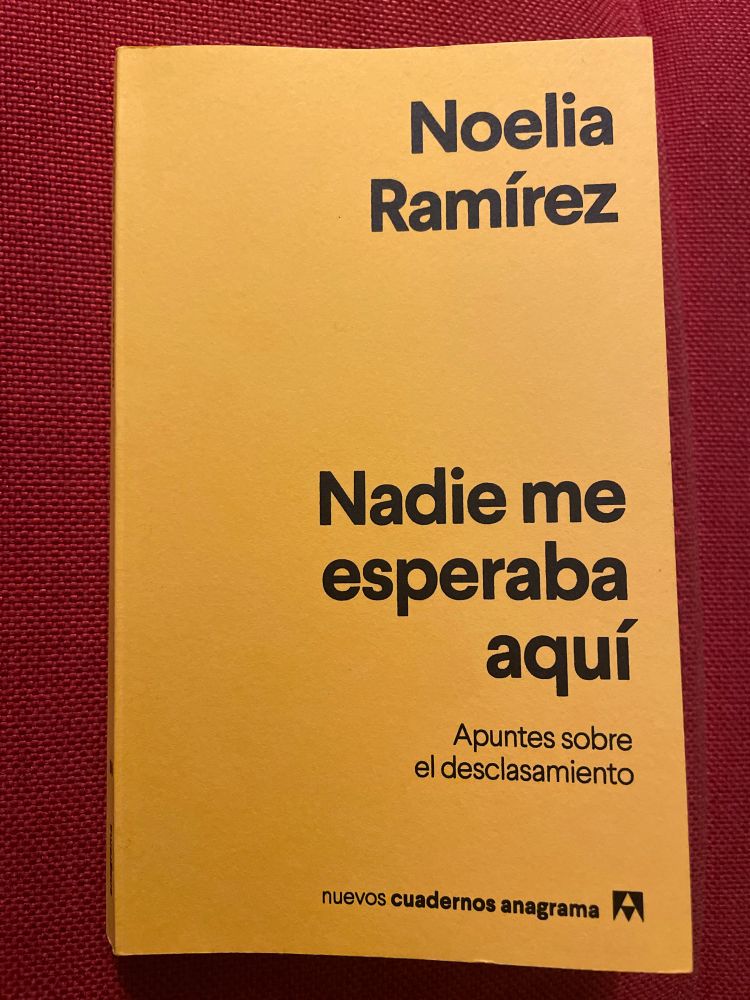 Noelia
Ramírez
Nadie me
esperaba
aquí
Apuntes sobre
el desclasamiento
nuevos cuadernos anagrama